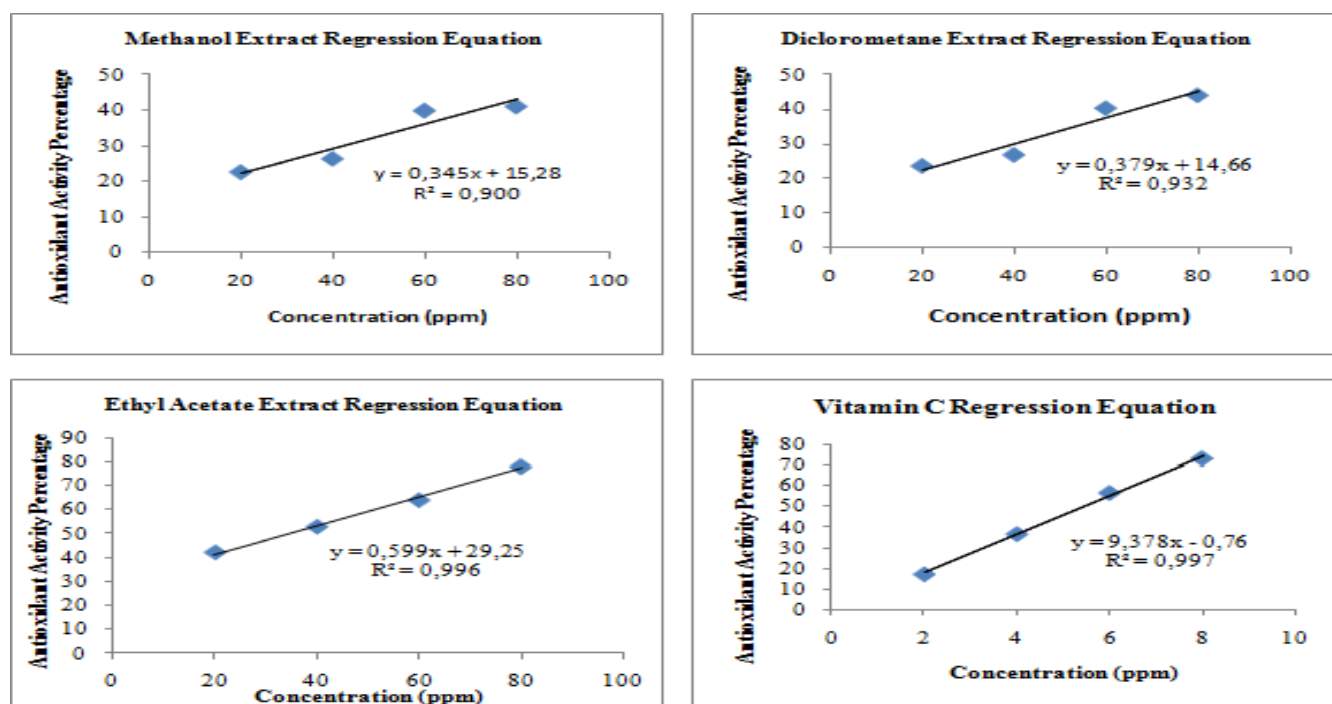 Methanol Extract Regression Equation
Antioxidant Activity Percentage
50
40
30
20
10
0
y = 0,345x + 15,28
R² = 0,900
0 20 40 60 80 100
Concentration (ppm)
Diclorometane Extract Regression Equation
Antioxidant Activity Percentage
50
40
30
20
10
0
y = 0,379x + 14,66
R² = 0,932
0 20 40 60 80 100
Concentration (ppm)
Ethyl Acetate Extract Regression Equation
Antioxidant Activity Percentage
90
80
70
60
50
40
30
20
10
0
y = 0,599x + 29,25
R² = 0,996
0 20 40 60 80 100
Concentration (ppm)
Vitamin C Regression Equation
Antioxidant Activity Percentage
80
70
60
50
40
30
20
10
0
y = 9,378x - 0,76
R² = 0,997
0 2 4 6 8 10
Concentration (ppm)